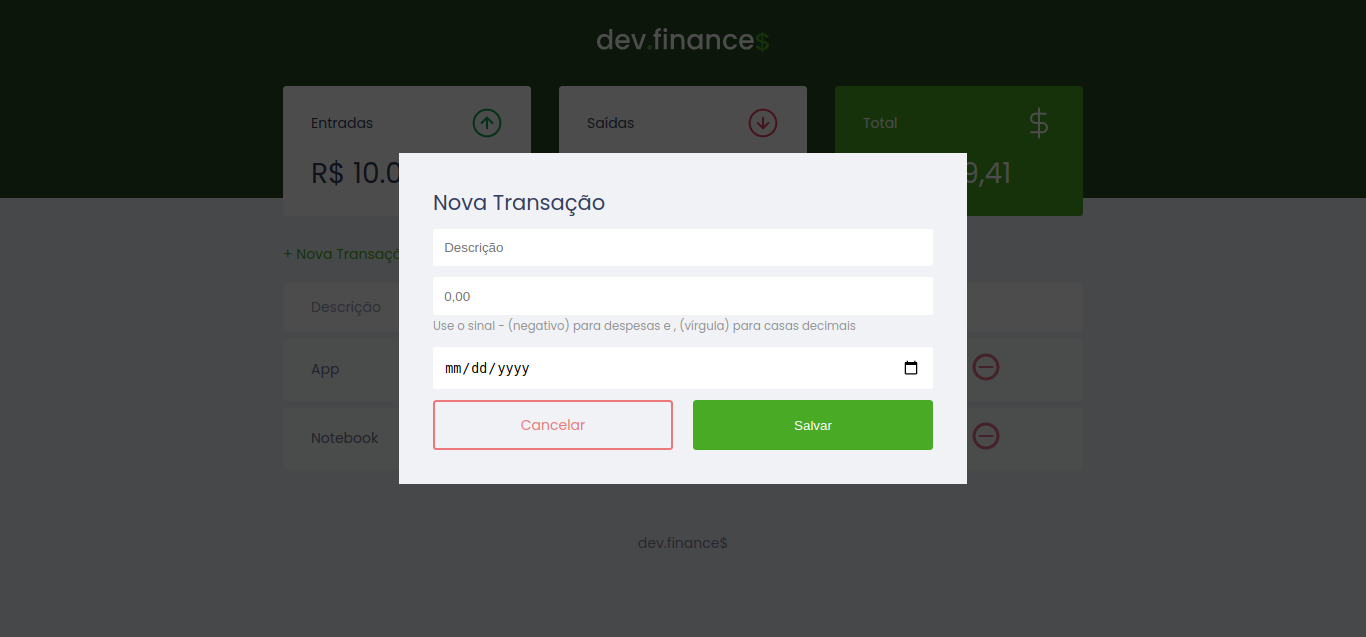 dev.finance$
Entradas
Saídas
Total
$
R$ 10.0
9,41
Nova Transação
Descrição
0,00
Use o sinal - (negativo) para despesas e , (vírgula) para casas decimais
mm/dd/yyyy
Cancelar
Salvar
+ Nova Transaçã
Descrição
App
Notebook
dev.finance$